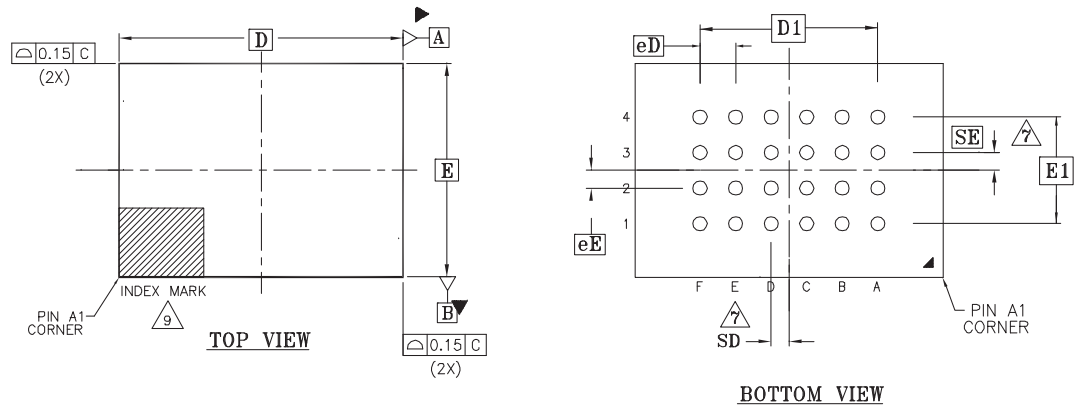 D
A
⌓ 0.15 C
(2X)
E
INDEX MARK
9
PIN A1
CORNER
TOP VIEW
B
⌓ 0.15 C
(2X)
D1
eD
4
3
2
1
SE
7
E1
eE
F E D C B A
7
SD
PIN A1
CORNER
BOTTOM VIEW